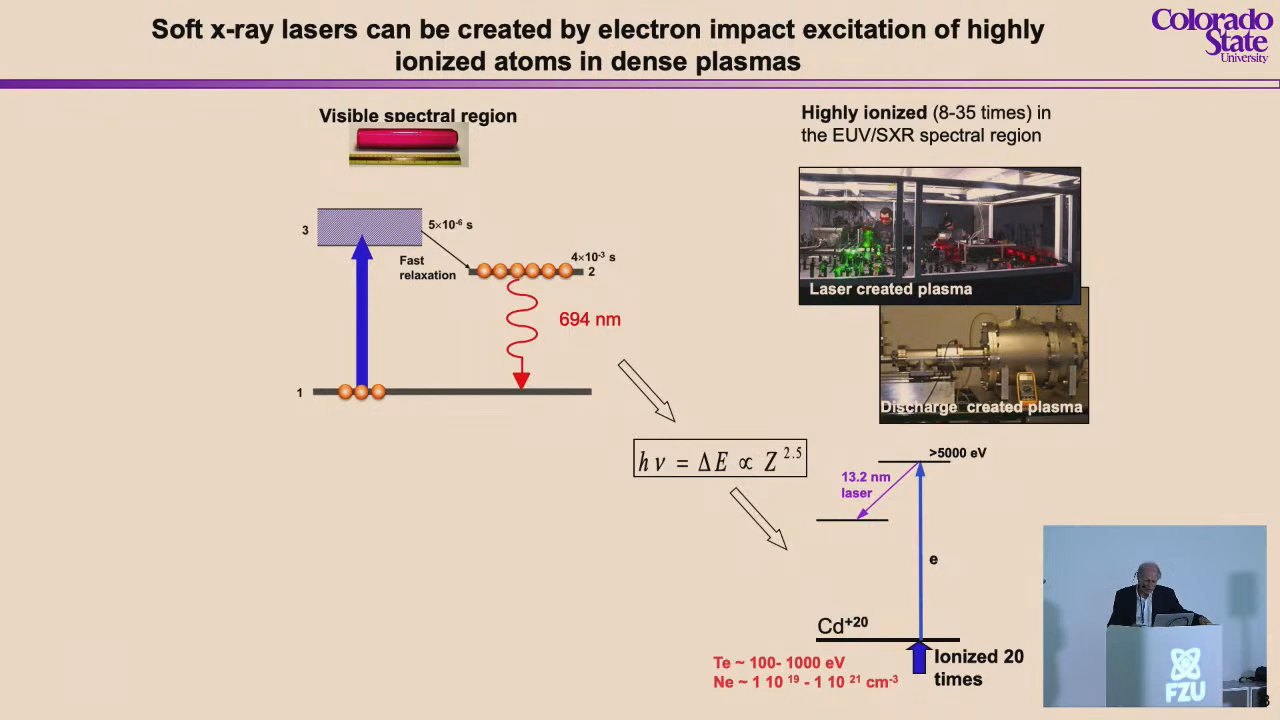 Soft x-ray lasers can be created by electron impact excitation of highly
ionized atoms in dense plasmas
Colorado
State
University
Visible spectral region
Highly ionized (8-35 times) in
the EUV/SXR spectral region
3
5×10⁻⁶ s
Fast
relaxation
4×10⁻³ s
2
694 nm
1
Laser created plasma
Discharge created plasma
hν = ΔE ∝ Z^2.5
>5000 eV
13.2 nm
laser
e
Cd+20
Te ~ 100- 1000 eV
Ne ~ 1 10 19 - 1 10 21 cm-3
Ionized 20
times
FZU